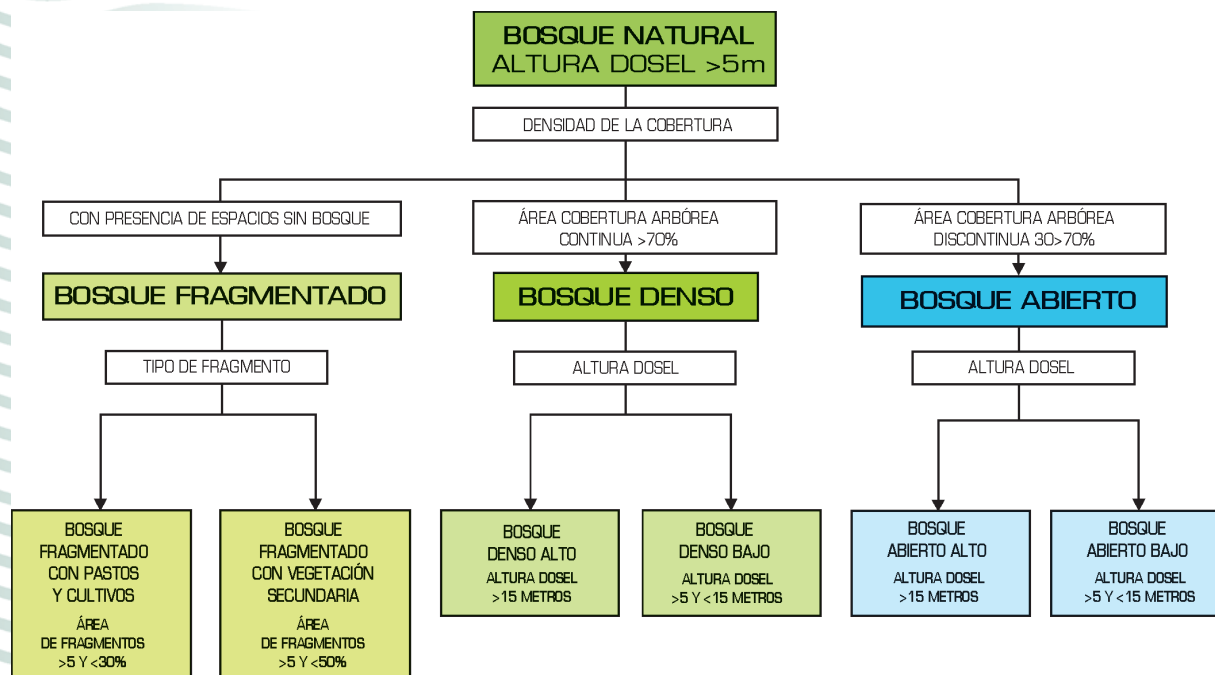 BOSQUE NATURAL
ALTURA DOSEL >5m
DENSIDAD DE LA COBERTURA
CON PRESENCIA DE ESPACIOS SIN BOSQUE
ÁREA COBERTURA ARBÓREA
CONTINUA >70%
ÁREA COBERTURA ARBÓREA
DISCONTINUA 30>70%
BOSQUE FRAGMENTADO
BOSQUE DENSO
BOSQUE ABIERTO
TIPO DE FRAGMENTO
ALTURA DOSEL
ALTURA DOSEL
BOSQUE
FRAGMENTADO
CON PASTOS
Y CULTIVOS
ÁREA
DE FRAGMENTOS
>5 Y <30%
BOSQUE
FRAGMENTADO
CON VEGETACIÓN
SECUNDARIA
ÁREA
DE FRAGMENTOS
>5 Y <50%
BOSQUE
DENSO ALTO
ALTURA DOSEL
>15 METROS
BOSQUE
DENSO BAJO
ALTURA DOSEL
>5 Y <15 METROS
BOSQUE
ABIERTO ALTO
ALTURA DOSEL
>15 METROS
BOSQUE
ABIERTO BAJO
ALTURA DOSEL
>5 Y <15 METROS